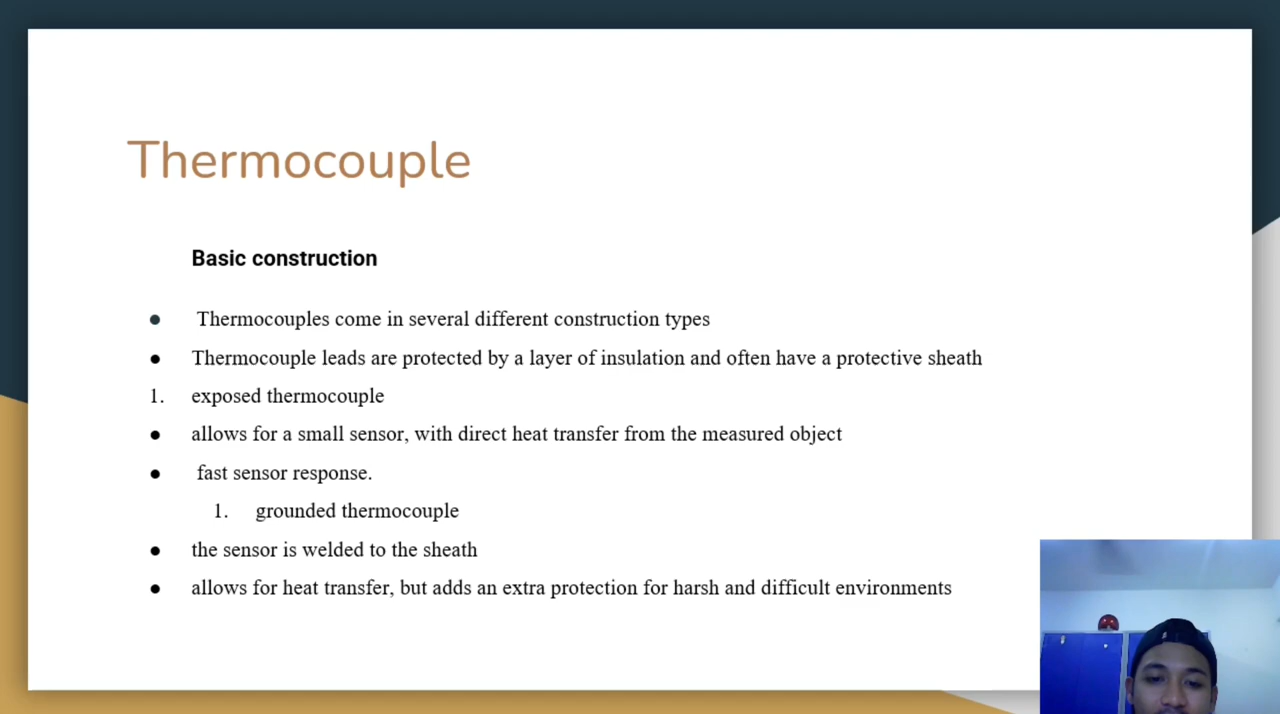 Thermocouple
Basic construction
● Thermocouples come in several different construction types
● Thermocouple leads are protected by a layer of insulation and often have a protective sheath
1. exposed thermocouple
● allows for a small sensor, with direct heat transfer from the measured object
● fast sensor response.
1. grounded thermocouple
● the sensor is welded to the sheath
● allows for heat transfer, but adds an extra protection for harsh and difficult environments